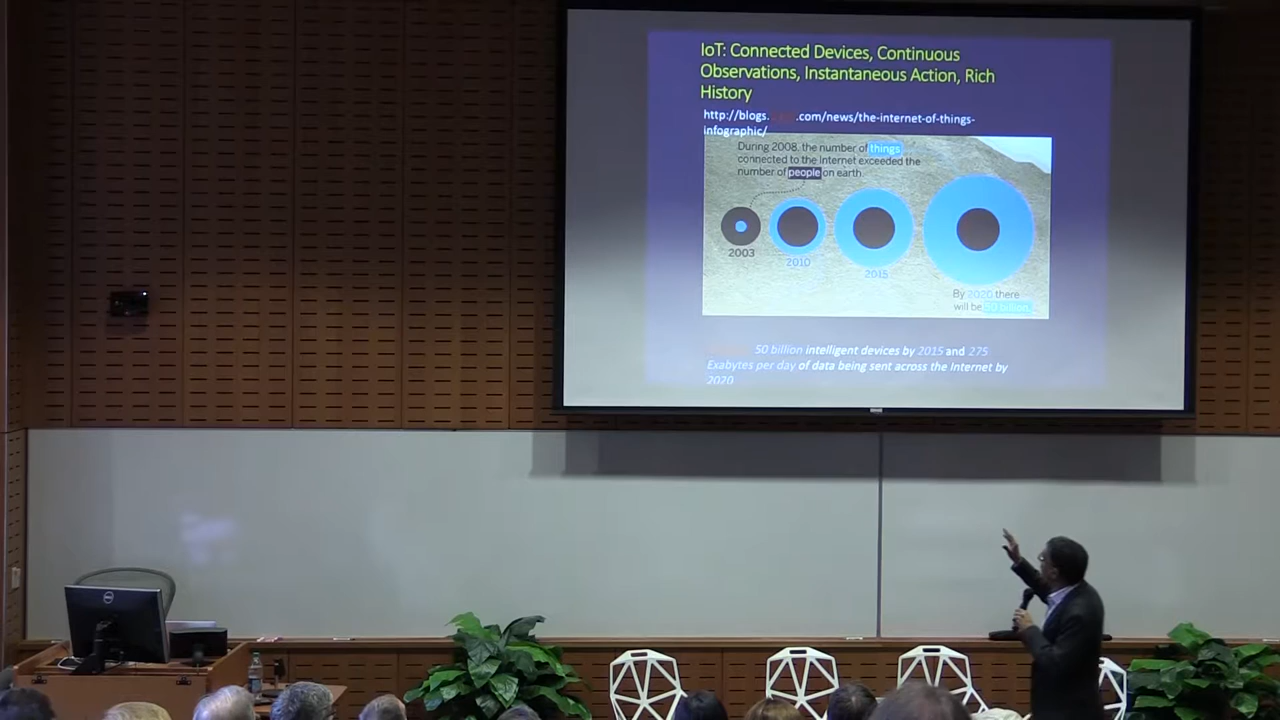 IoT: Connected Devices, Continuous
Observations, Instantaneous Action, Rich
History
http://blogs. .com/news/the-internet-of-things-
infographic/
During 2008, the number of things
connected to the Internet exceeded the
number of people on earth.
2003
2010
2015
By 2020 there
will be 50 billion.
50 billion intelligent devices by 2015 and 275
Exabytes per day of data being sent across the Internet by
2020
DELL